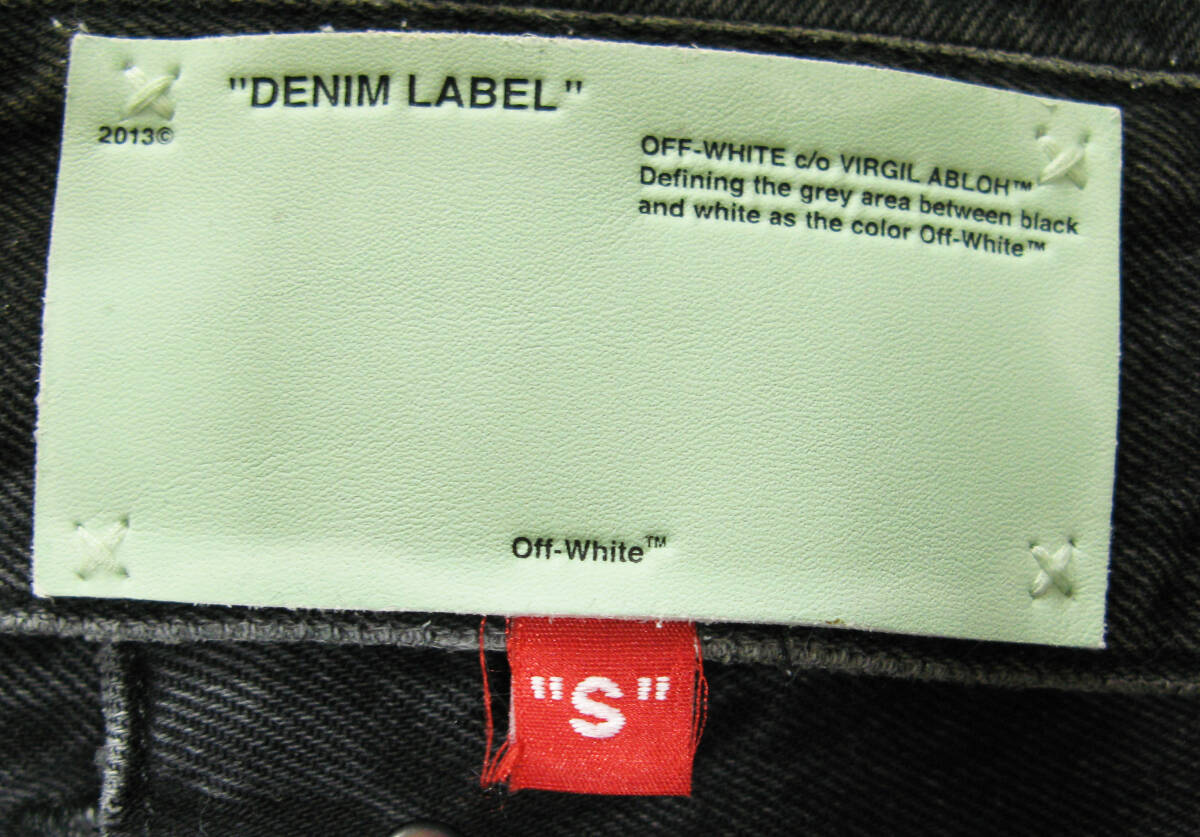 "DENIM LABEL"
2013©
OFF-WHITE c/o VIRGIL ABLOH™
Defining the grey area between black
and white as the color Off-White™
Off-White™
"S"